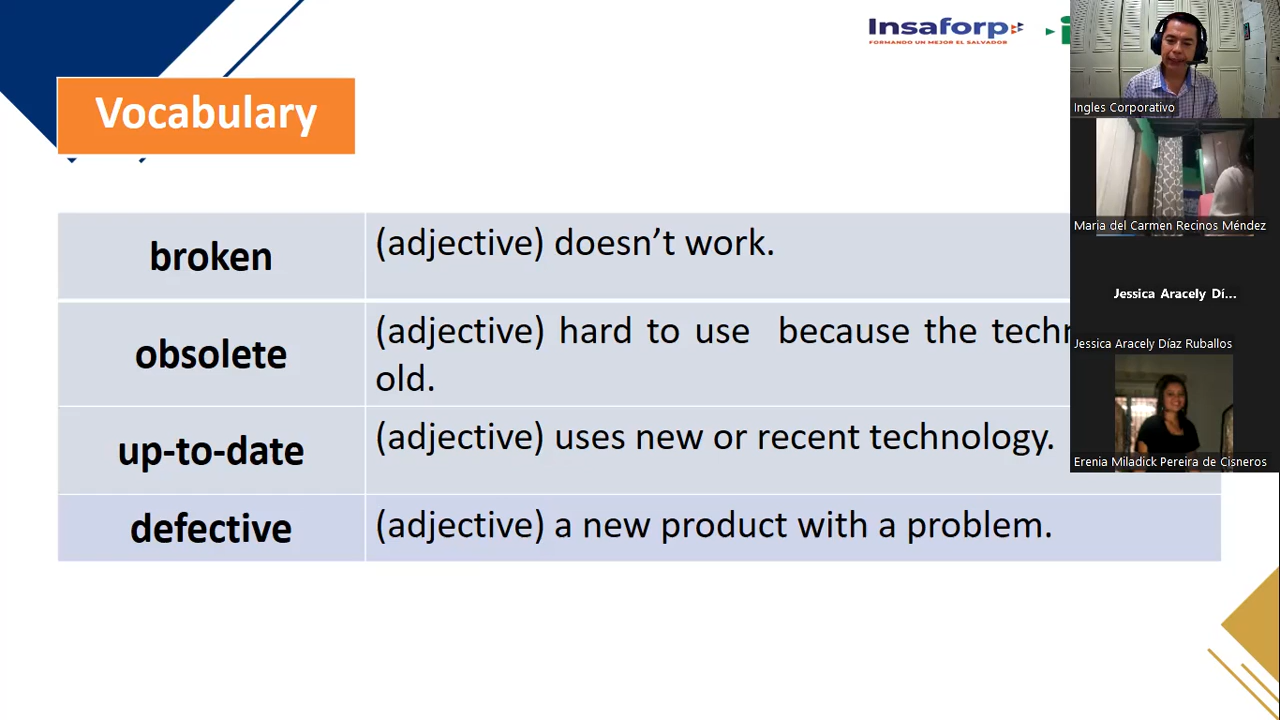 Insaforp
FORMANDO UN MEJOR EL SALVADOR
Vocabulary
broken
(adjective) doesn’t work.
obsolete
(adjective) hard to use because the
old.
up-to-date
(adjective) uses new or recent technology.
defective
(adjective) a new product with a problem.
Ingles Corporativo
Maria del Carmen Recinos Méndez
Jessica Aracely Dí...
Jessica Aracely Díaz Ruballos
Erenia Miladick Pereira de Cisneros